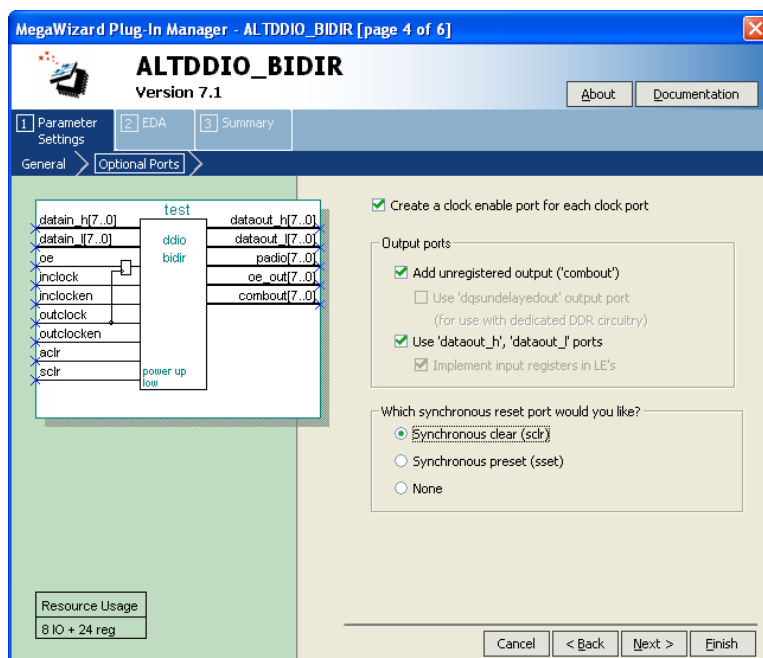 MegaWizard Plug-In Manager - ALTDDIO_BIDIR [page 4 of 6]
ALTDDIO_BIDIR
Version 7.1
About
Documentation
1 Parameter Settings
2 EDA
3 Summary
General
Optional Ports
test
ddio
bidir
power up
low
datain_h[7..0]
datain_l[7..0]
oe
inclock
inclocken
outclock
outclocken
aclr
sclr
dataout_h[7..0]
dataout_l[7..0]
padio[7..0]
oe_out[7..0]
combout[7..0]
Resource Usage
8 IO + 24 reg
Create a clock enable port for each clock port
Output ports
Add unregistered output ('combout')
Use 'dqsundelayedout' output port
(for use with dedicated DDR circuitry)
Use 'dataout_h', 'dataout_l' ports
Implement input registers in LE's
Which synchronous reset port would you like?
Synchronous clear (sclr)
Synchronous preset (sset)
None
Cancel
< Back
Next >
Finish